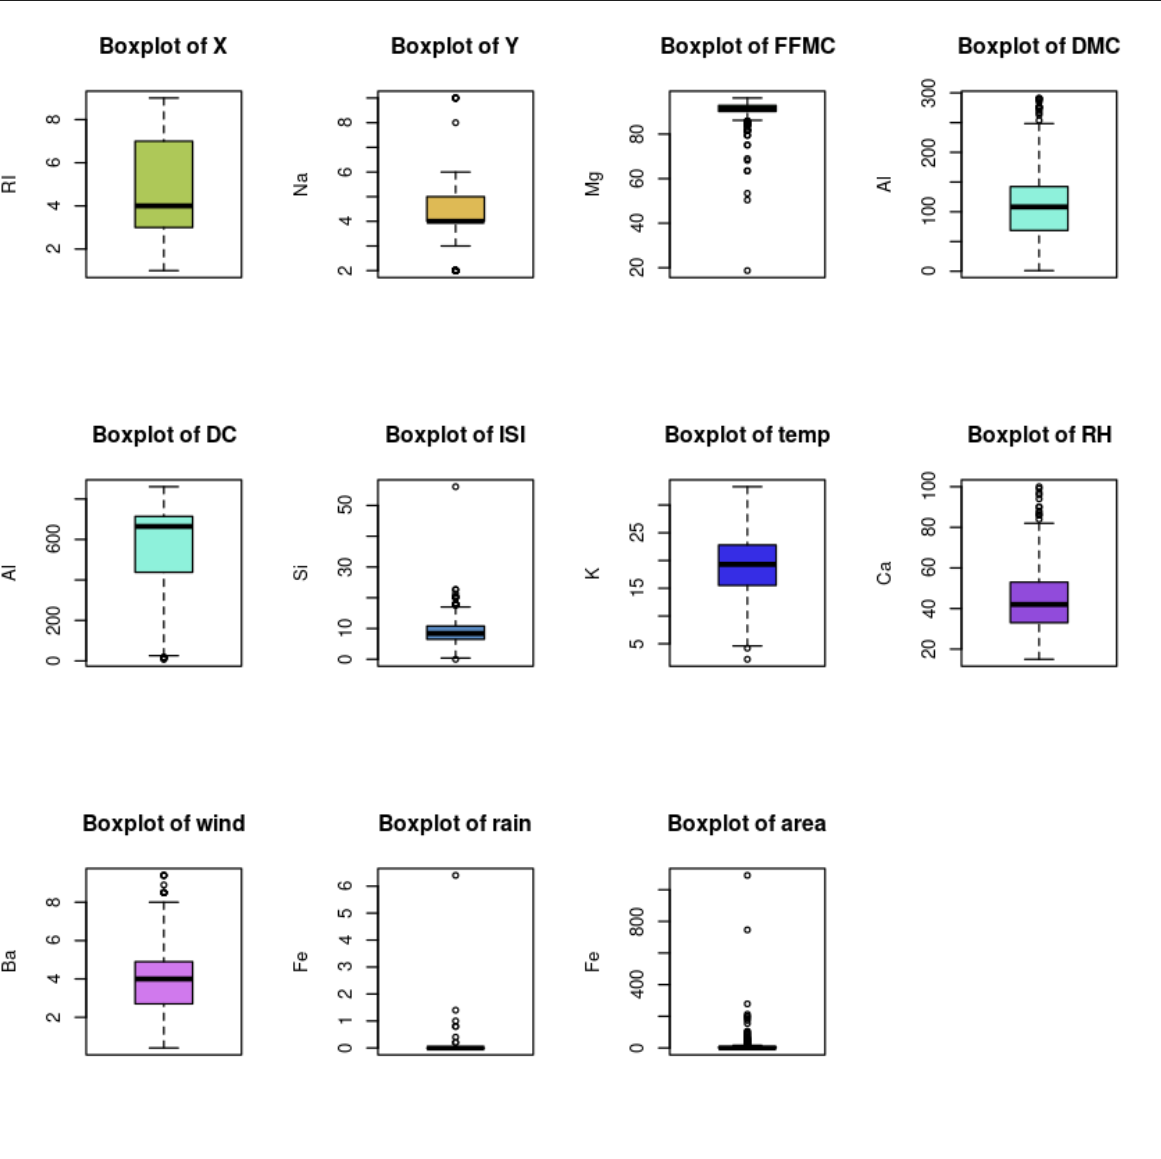 Boxplot of X
Boxplot of Y
Boxplot of FFMC
Boxplot of DMC
RI
2
4
6
8
Na
2
4
6
8
Mg
20
40
60
80
Al
0
100
200
300
Boxplot of DC
Boxplot of ISI
Boxplot of temp
Boxplot of RH
Al
0
200
600
Si
0
10
30
50
K
5
15
25
Ca
20
40
60
80
100
Boxplot of wind
Boxplot of rain
Boxplot of area
Ba
2
4
6
8
Fe
0
1
2
3
4
5
6
Fe
0
400
800